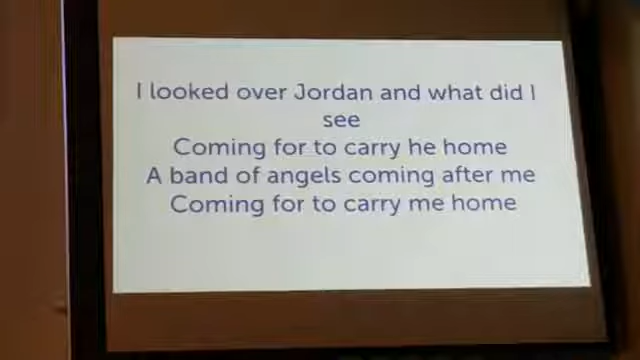 I looked over Jordan and what did I
see
Coming for to carry he home
A band of angels coming after me
Coming for to carry me home